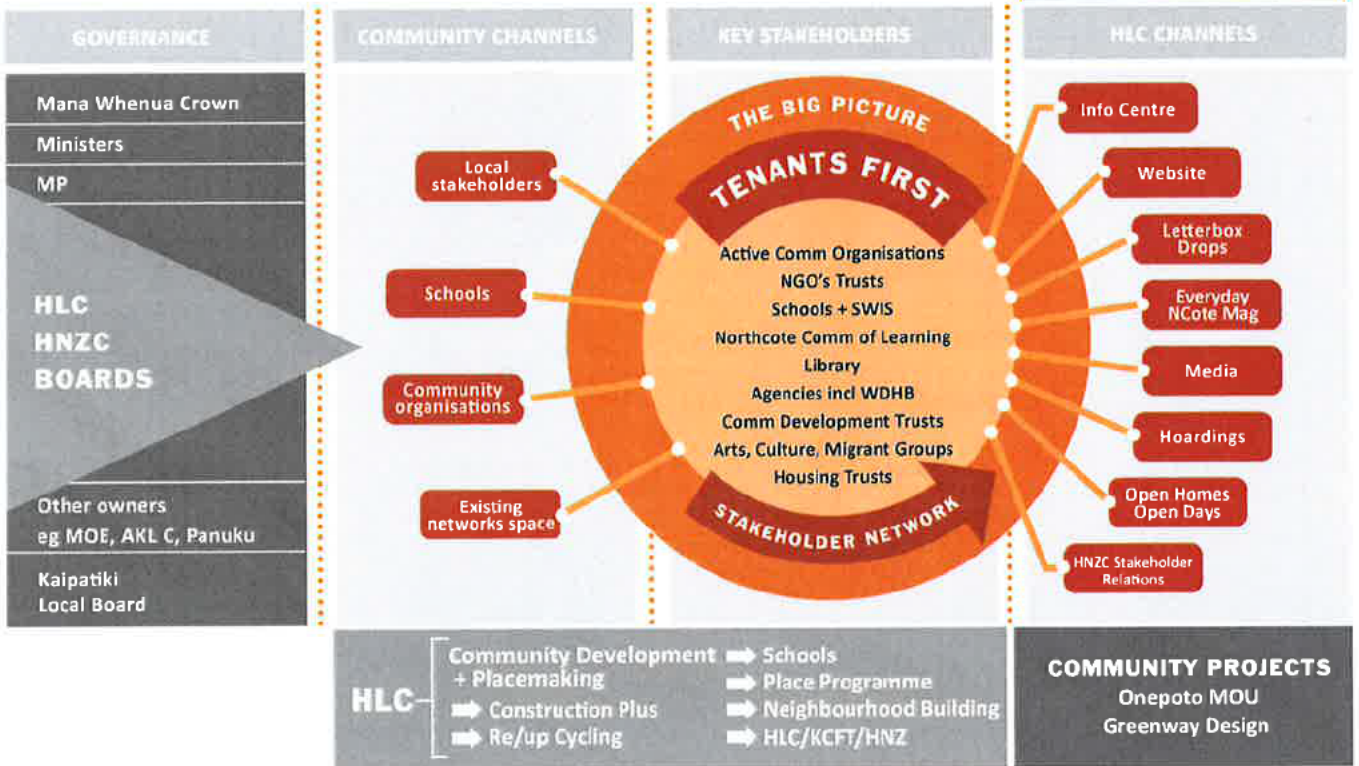 GOVERNANCE
COMMUNITY CHANNELS
KEY STAKEHOLDERS
HLC CHANNELS
Mana Whenua Crown
Ministers
MP
HLC
HNZC
BOARDS
Other owners
eg MOE, AKL C, Panuku
Kaipatiki
Local Board
Local
stakeholders
Schools
Community
organisations
Existing
networks space
THE BIG PICTURE
TENANTS FIRST
Active Comm Organisations
NGO's Trusts
Schools + SWIS
Northcote Comm of Learning
Library
Agencies incl WDHB
Comm Development Trusts
Arts, Culture, Migrant Groups
Housing Trusts
STAKEHOLDER NETWORK
Info Centre
Website
Letterbox
Drops
Everyday
NCote Mag
Media
Hoardings
Open Homes
Open Days
HNZC Stakeholder
Relations
HLC
Community Development
+ Placemaking
Construction Plus
Re/up Cycling
Schools
Place Programme
Neighbourhood Building
HLC/KCFT/HNZ
COMMUNITY PROJECTS
Onepoto MOU
Greenway Design